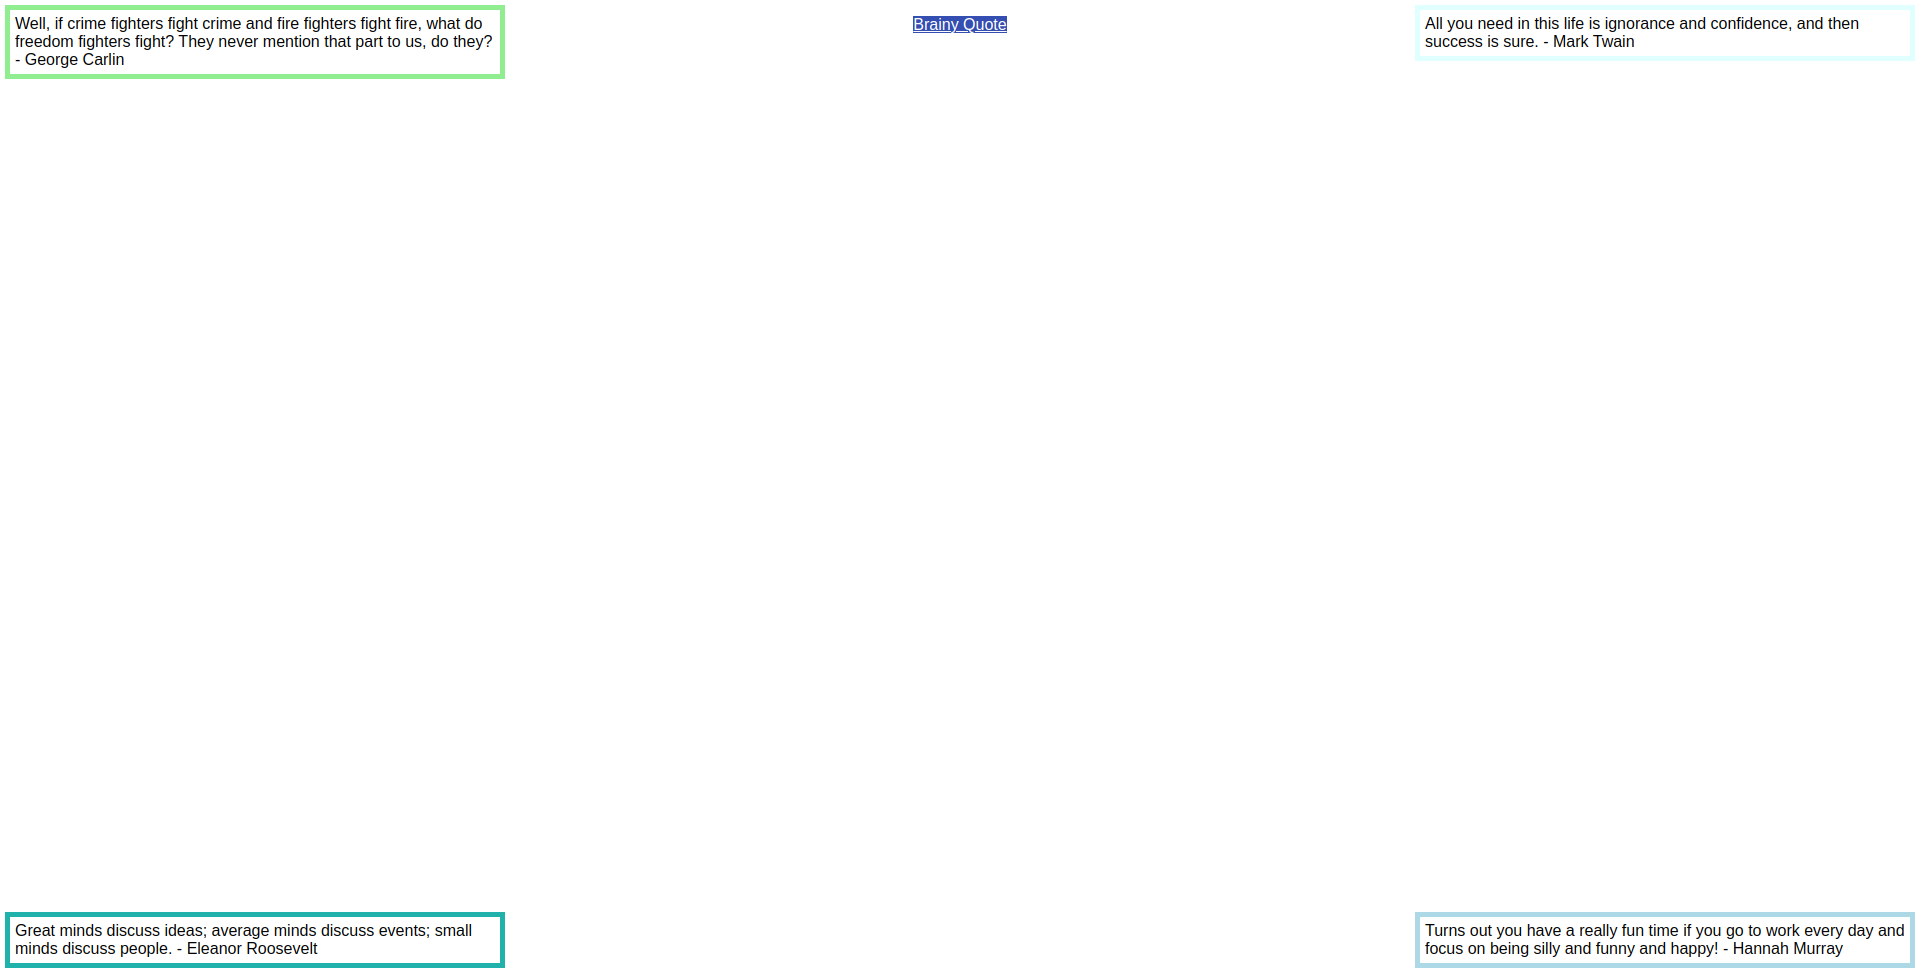 Well, if crime fighters fight crime and fire fighters fight fire, what do
freedom fighters fight? They never mention that part to us, do they?
- George Carlin
Brainy Quote
All you need in this life is ignorance and confidence, and then
success is sure. - Mark Twain
Great minds discuss ideas; average minds discuss events; small
minds discuss people. - Eleanor Roosevelt
Turns out you have a really fun time if you go to work every day and
focus on being silly and funny and happy! - Hannah Murray